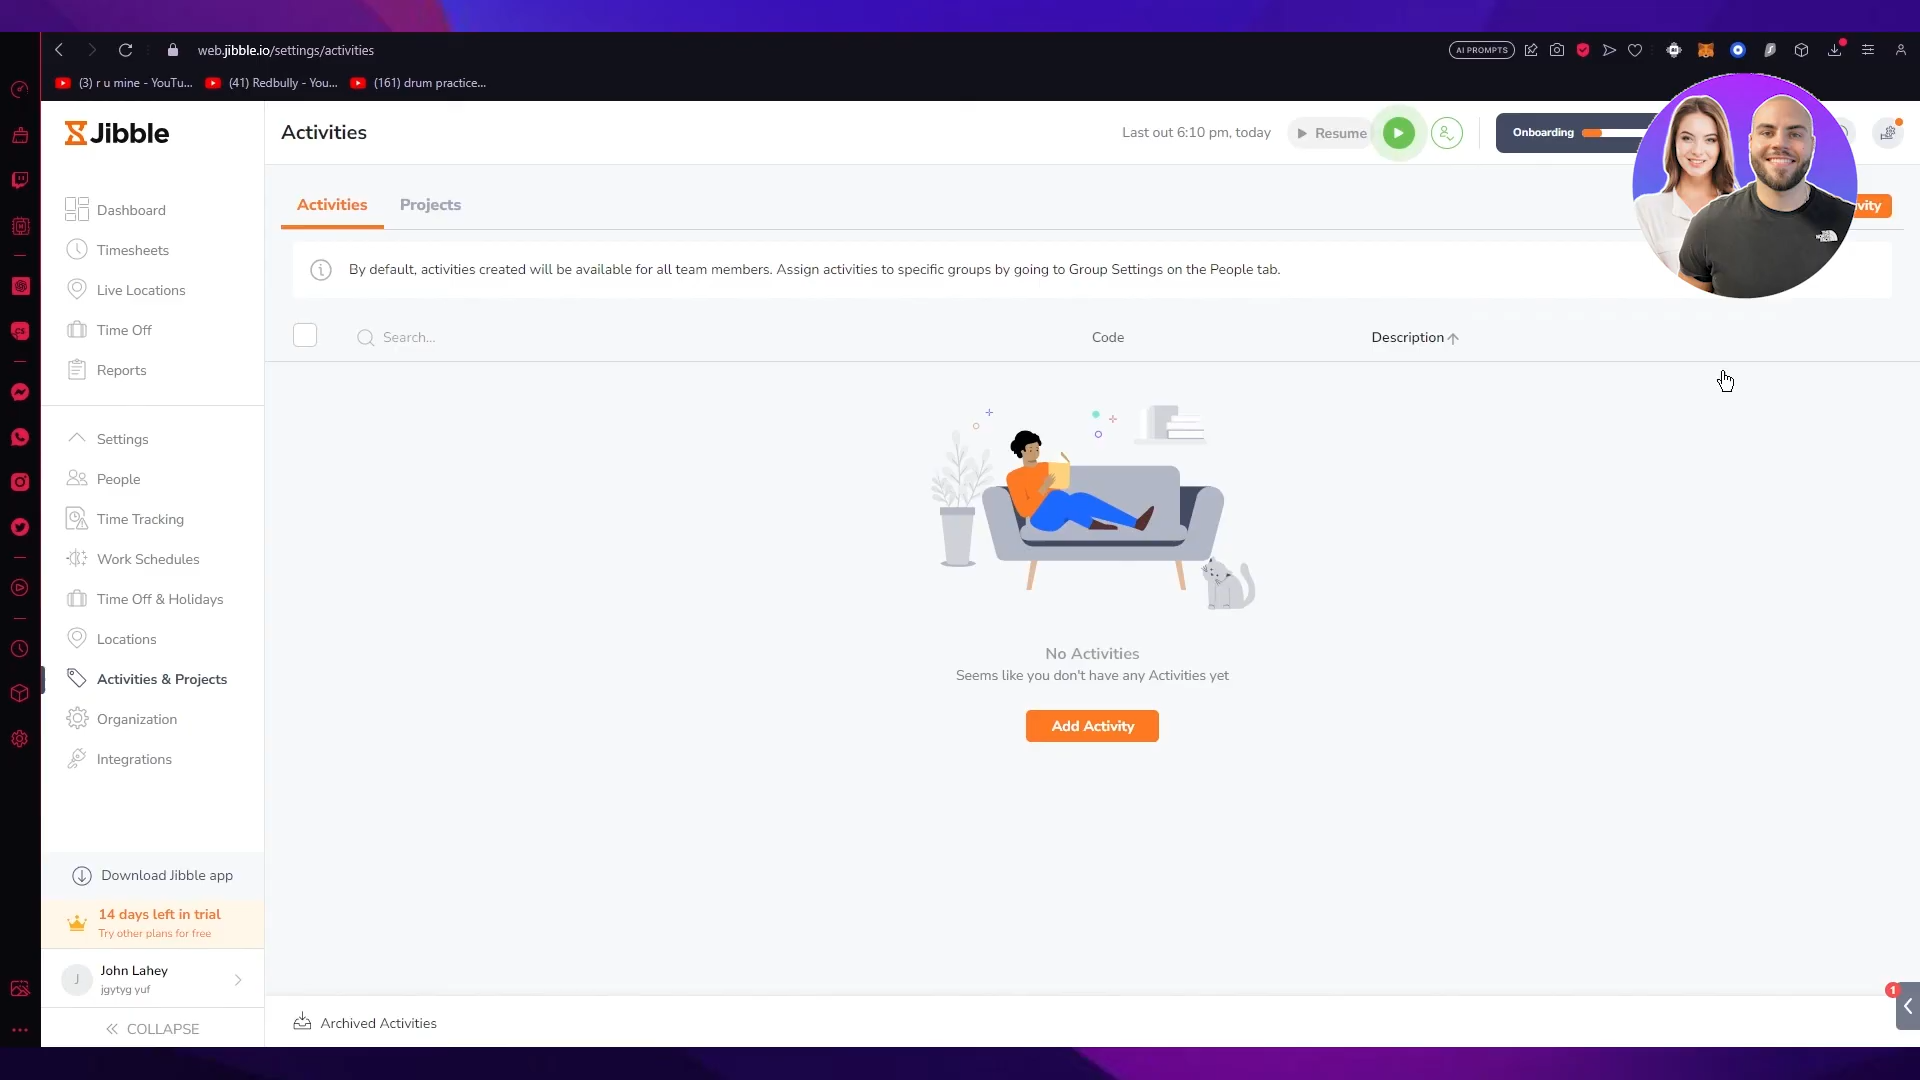 web.jibble.io/settings/activities
AI PROMPTS
(3) r u mine - YouTu...
(41) Redbully - You...
(161) drum practice...
Jibble
Activities
Last out 6:10 pm, today
Resume
Onboarding
Dashboard
Timesheets
Live Locations
Time Off
Reports
Settings
People
Time Tracking
Work Schedules
Time Off & Holidays
Locations
Activities & Projects
Organization
Integrations
Download Jibble app
14 days left in trial
Try other plans for free
J
John Lahey
jgytyg yuf
COLLAPSE
Activities
Projects
vity
By default, activities created will be available for all team members. Assign activities to specific groups by going to Group Settings on the People tab.
Search...
Code
Description
No Activities
Seems like you don't have any Activities yet
Add Activity
Archived Activities
1